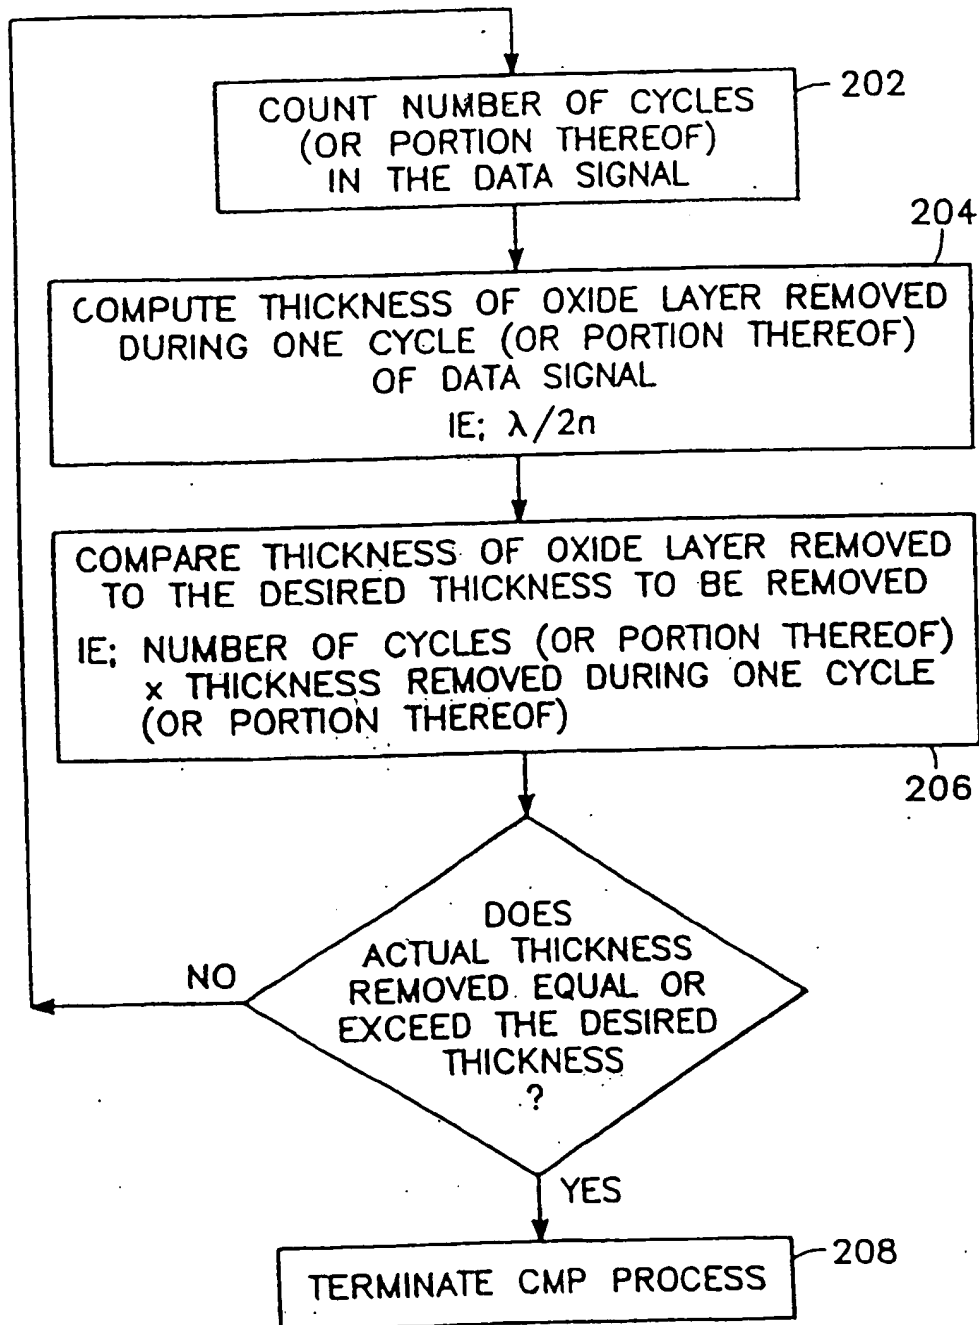 COUNT NUMBER OF CYCLES
(OR PORTION THEREOF)
IN THE DATA SIGNAL
202
204
COMPUTE THICKNESS OF OXIDE LAYER REMOVED
DURING ONE CYCLE (OR PORTION THEREOF)
OF DATA SIGNAL
IE; λ/2n
COMPARE THICKNESS OF OXIDE LAYER REMOVED
TO THE DESIRED THICKNESS TO BE REMOVED
IE; NUMBER OF CYCLES (OR PORTION THEREOF)
x THICKNESS REMOVED DURING ONE CYCLE
(OR PORTION THEREOF)
206
DOES
ACTUAL THICKNESS
REMOVED EQUAL OR
EXCEED THE DESIRED
THICKNESS
?
NO
YES
TERMINATE CMP PROCESS
208